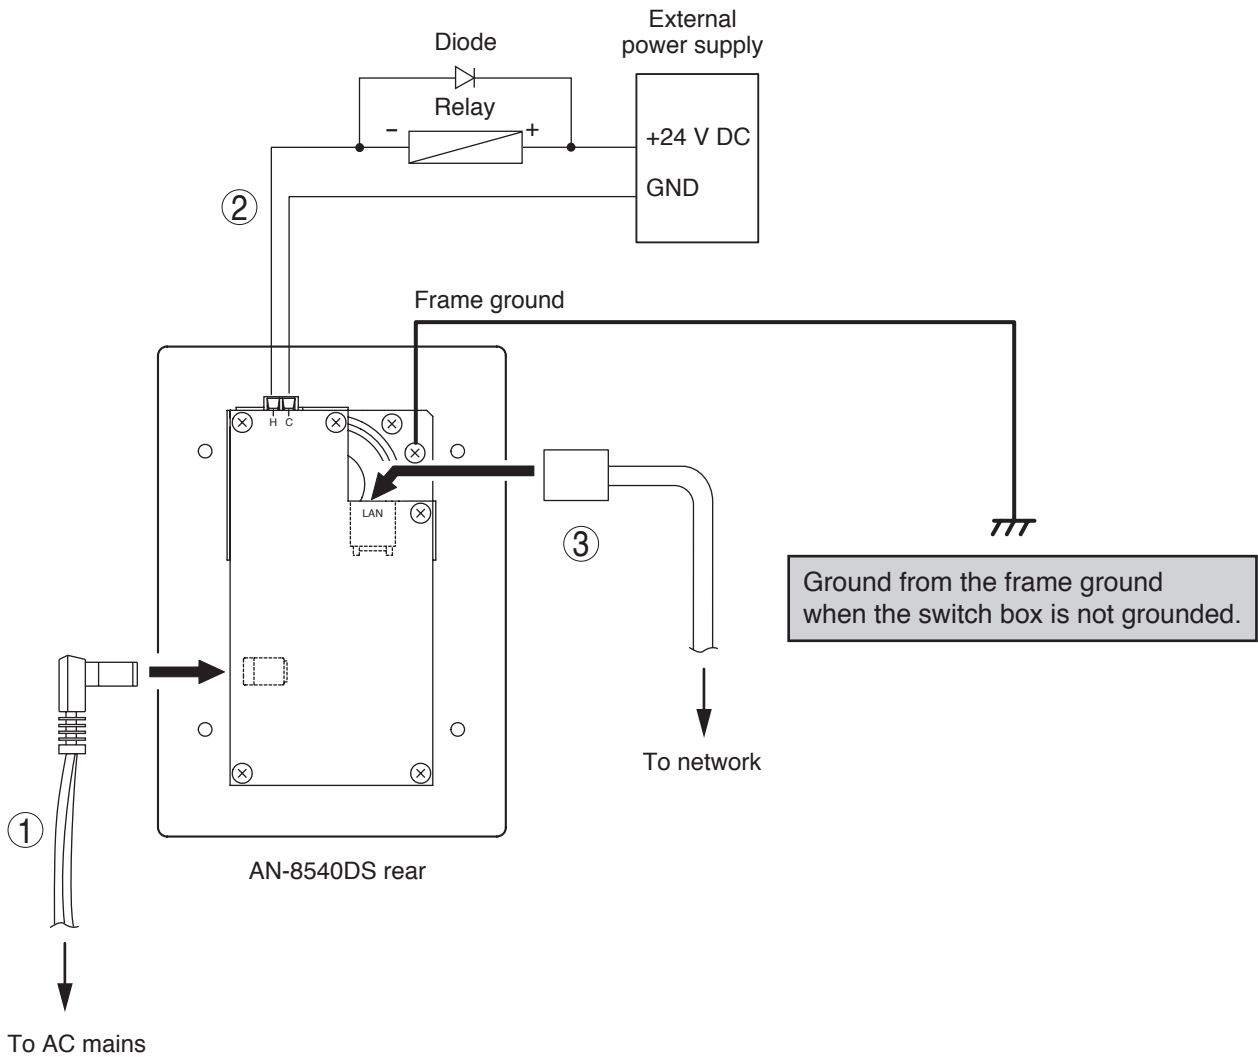 External
power supply
Diode
Relay
– +
+24 V DC
GND
②
Frame ground
H C
LAN
③
Ground from the frame ground
when the switch box is not grounded.
To network
①
AN-8540DS rear
To AC mains